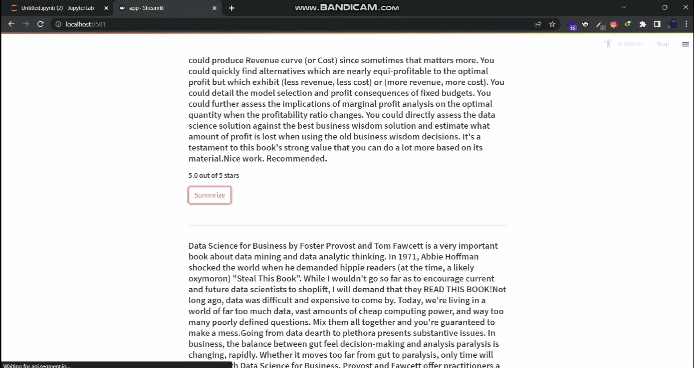 Untitled.ipynb (2) - JupyterLab
app · Streamlit
WWW.BANDICAM.COM
localhost:8501
Stop
could produce Revenue curve (or Cost) since sometimes that matters more. You
could quickly find alternatives which are nearly equi-profitable to the optimal
profit but which exhibit (less revenue, less cost) or (more revenue, more cost). You
could detail the model selection and profit consequences of fixed budgets. You
could further assess the implications of marginal profit analysis on the optimal
quantity when the profitability ratio changes. You could directly assess the data
science solution against the best business wisdom solution and estimate what
amount of profit is lost when using the old business wisdom decisions. It's a
testament to this book's strong value that you can do a lot more based on its
material.Nice work. Recommended.
5.0 out of 5 stars
Summrize
Data Science for Business by Foster Provost and Tom Fawcett is a very important
book about data mining and data analytic thinking. In 1971, Abbie Hoffman
shocked the world when he demanded hippie readers (at the time, a likely
oxymoron) "Steal This Book". While I wouldn't go so far as to encourage current
and future data scientists to shoplift, I will demand that they READ THIS BOOK!Not
long ago, data was difficult and expensive to come by. Today, we're living in a
world of far too much data, vast amounts of cheap computing power, and way too
many poorly defined questions. Mix them all together and you're guaranteed to
make a mess.Going from data dearth to plethora presents substantive issues. In
business, the balance between gut feel decision-making and analysis paralysis is
changing, rapidly. Whether it moves too far from gut to paralysis, only time will
h Data Science for Business, Provost and Fawcett offer practitioners a
Waiting for api.segment.io...